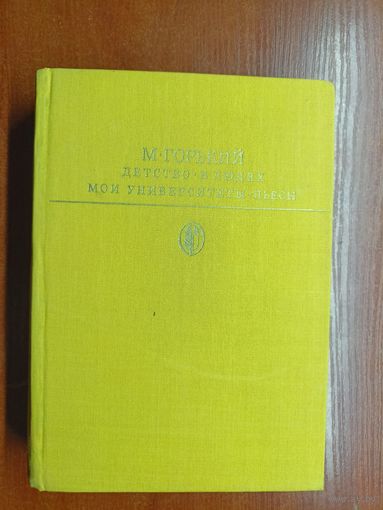 М·ГОРЬКИЙ
ДЕТСТВО·В ЛЮДЯХ
МОИ УНИВЕРСИТЕТЫ·ПЬЕСЫ